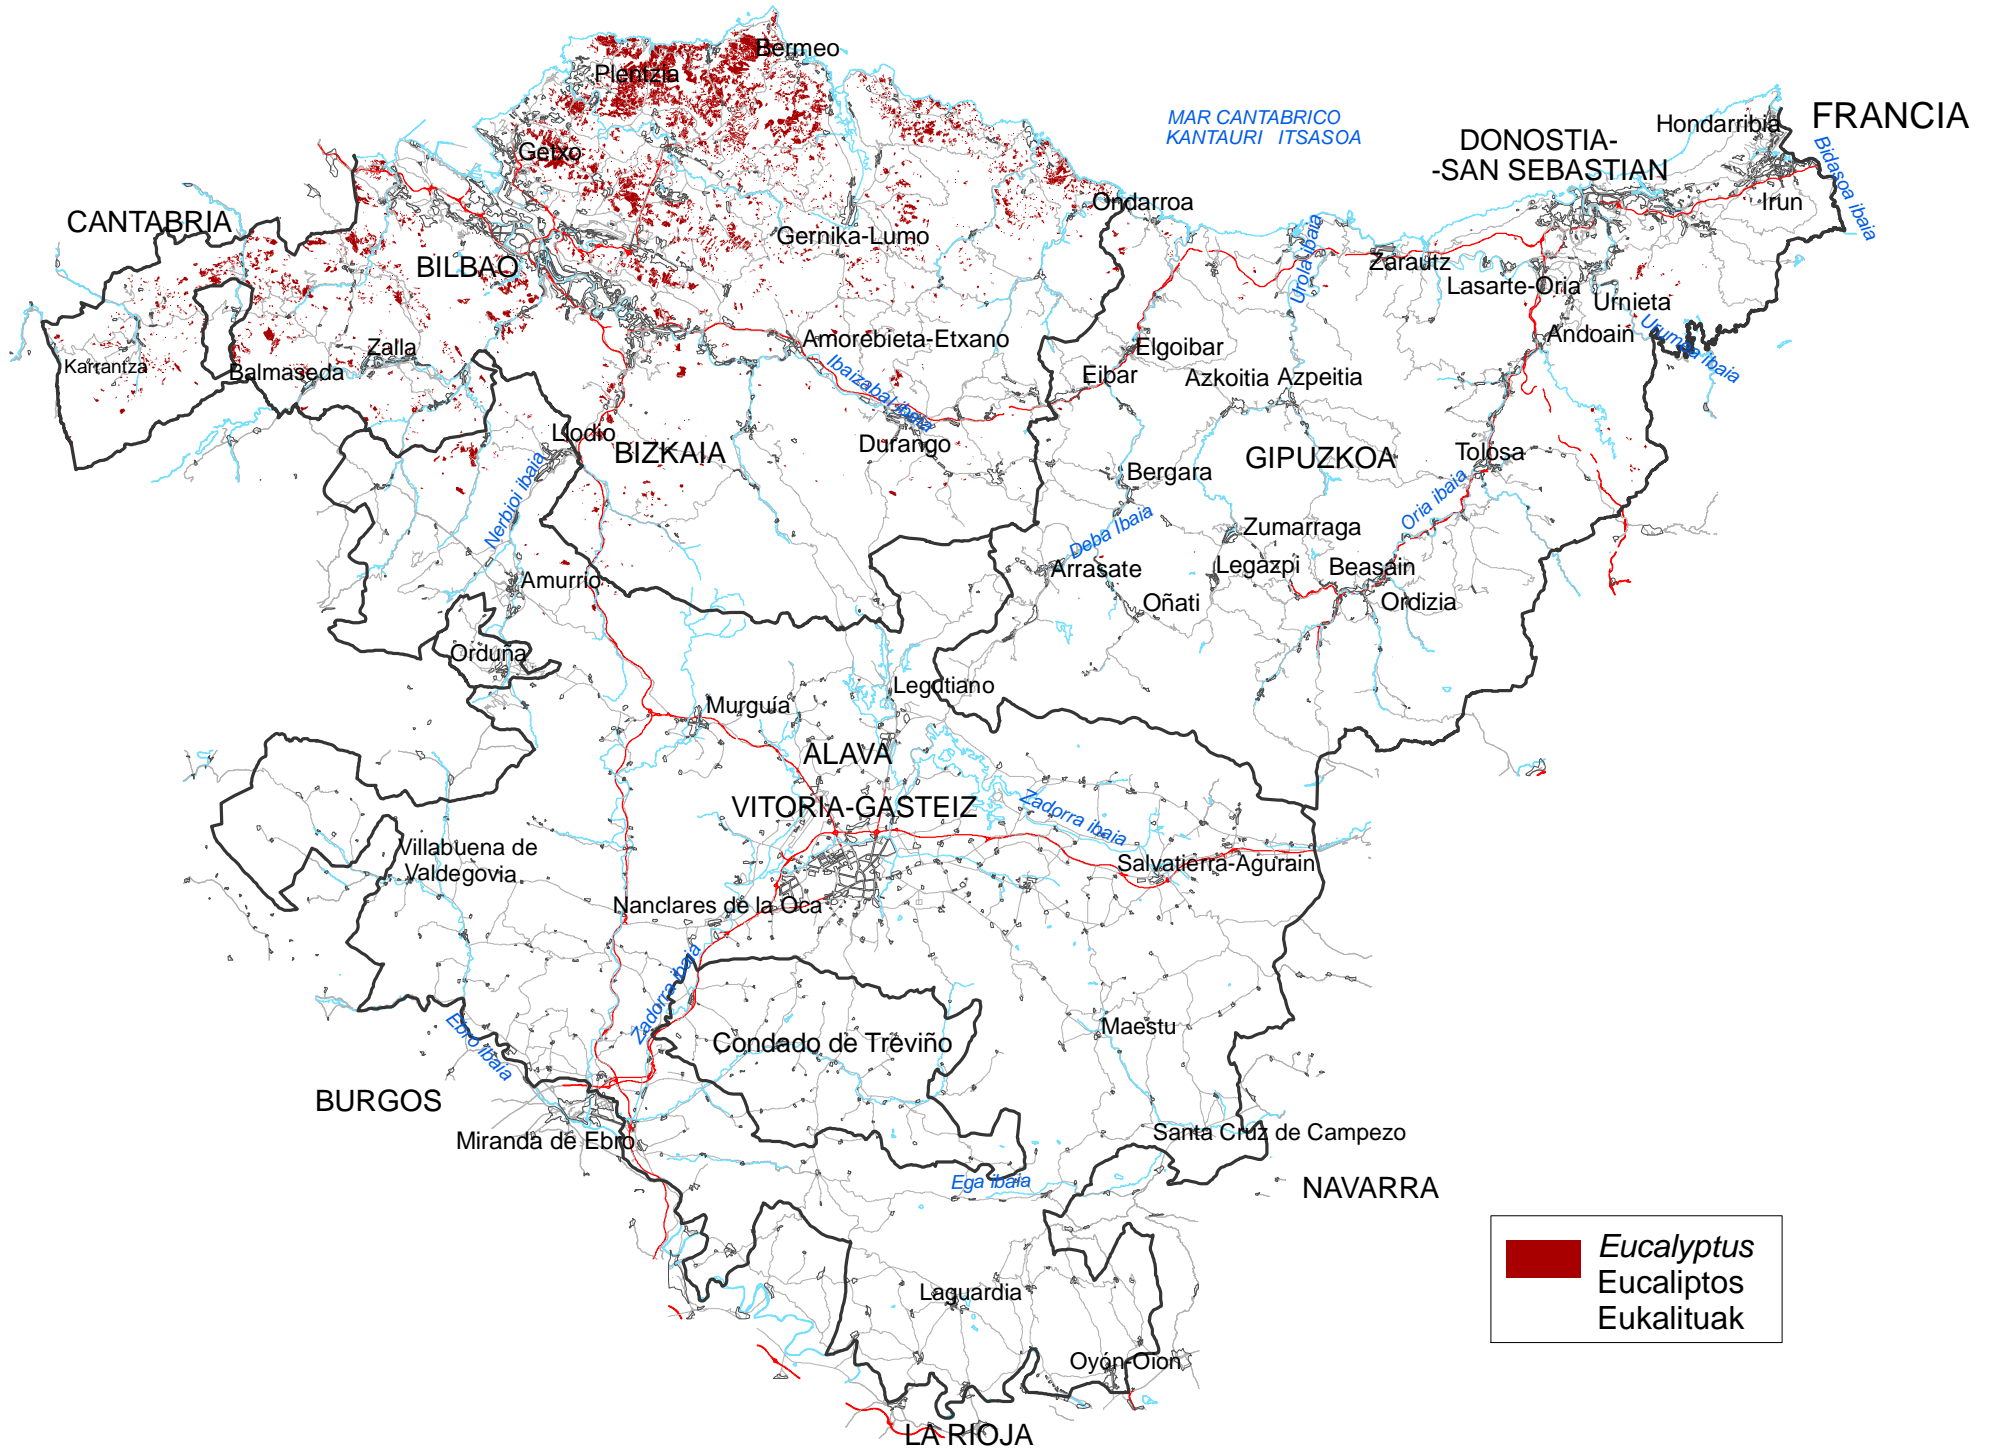 Bermeo
Plentzia
MAR CANTABRICO
KANTAURI ITSASOA
FRANCIA
Hondarribia
DONOSTIA-
-SAN SEBASTIAN
Bidasoa ibaia
Getxo
Irun
Ondarroa
CANTABRIA
Gernika-Lumo
Urola ibaia
BILBAO
Zarautz
Lasarte-Oria
Urnieta
Andoain
Urumea Ibaia
Karrantza
Zalla
Balmaseda
Amorebieta-Etxano
Ibaizabal ibaia
Elgoibar
Eibar
Azkoitia
Azpeitia
Llodio
BIZKAIA
Durango
GIPUZKOA
Tolosa
Bergara
Nerbioi ibaia
Oria ibaia
Deba Ibaia
Zumarraga
Arrasate
Legazpi
Beasain
Amurrio
Oñati
Ordizia
Orduña
Legutiano
Murguía
ALAVA
VITORIA-GASTEIZ
Zadorra ibaia
Villabuena de
Valdegovia
Salvatierra-Agurain
Nanclares de la Oca
Zadorra ibaia
Ebro ibaia
Condado de Treviño
Maestu
BURGOS
Miranda de Ebro
Santa Cruz de Campezo
Ega ibaia
NAVARRA
Eucalyptus
Eucaliptos
Eukalituak
Laguardia
Oyón-Oion
LA RIOJA